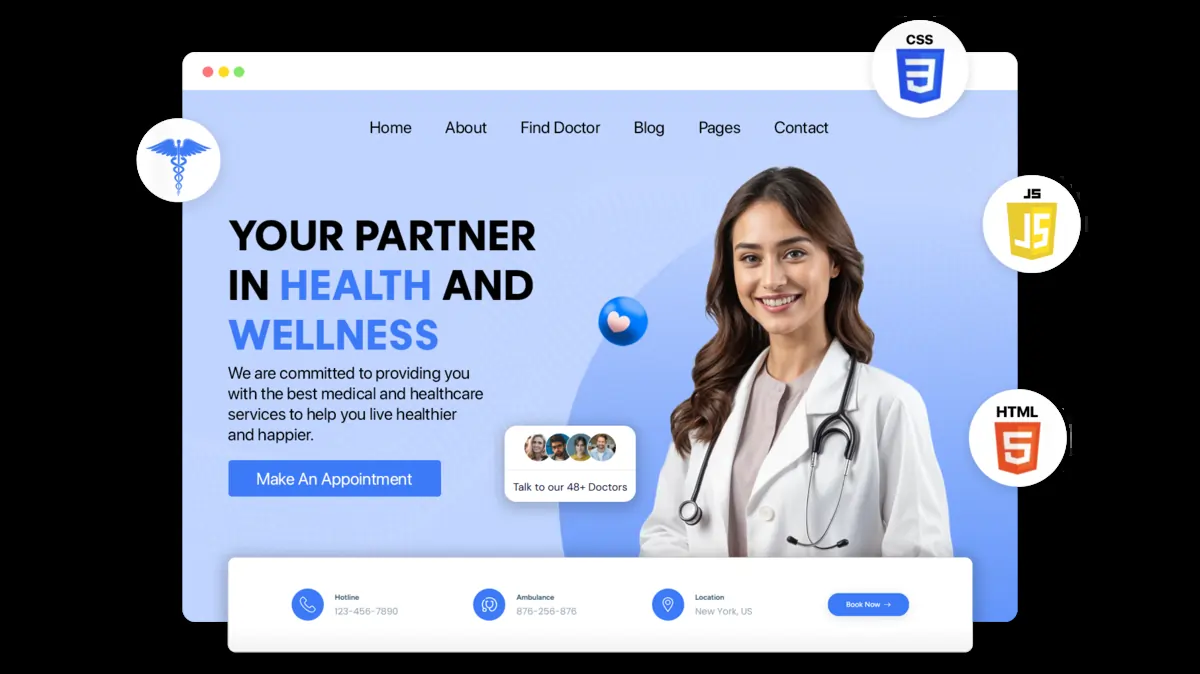 CSS
Home About Find Doctor Blog Pages Contact
JS
JS
YOUR PARTNER
IN HEALTH AND
WELLNESS
We are committed to providing you
with the best medical and healthcare
services to help you live healthier
and happier.
Make An Appointment
Talk to our 48+ Doctors
HTML
5
Hotline
123-456-7890
Ambulance
876-256-876
Location
New York, US
Book Now →